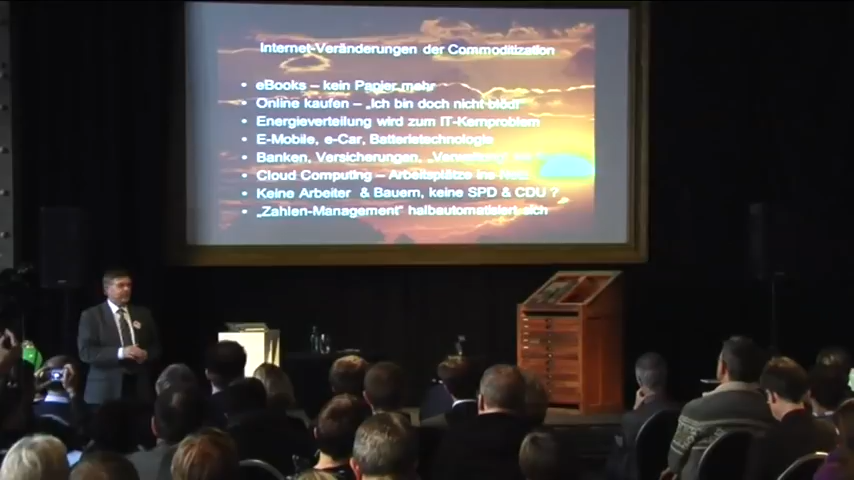 Internet-Veränderungen der Commoditization
• eBooks – kein Papier mehr
• Online kaufen – „Ich bin doch nicht blöd!"
• Energieverteilung wird zum IT-Kernproblem
• E-Mobile, e-Car, Batterietechnologie
• Banken, Versicherungen, „Verwaltung"
• Cloud Computing – Arbeitsplätze ins Netz
• Keine Arbeiter & Bauern, keine SPD & CDU ?
• „Zahlen-Management" halbautomatisiert sich